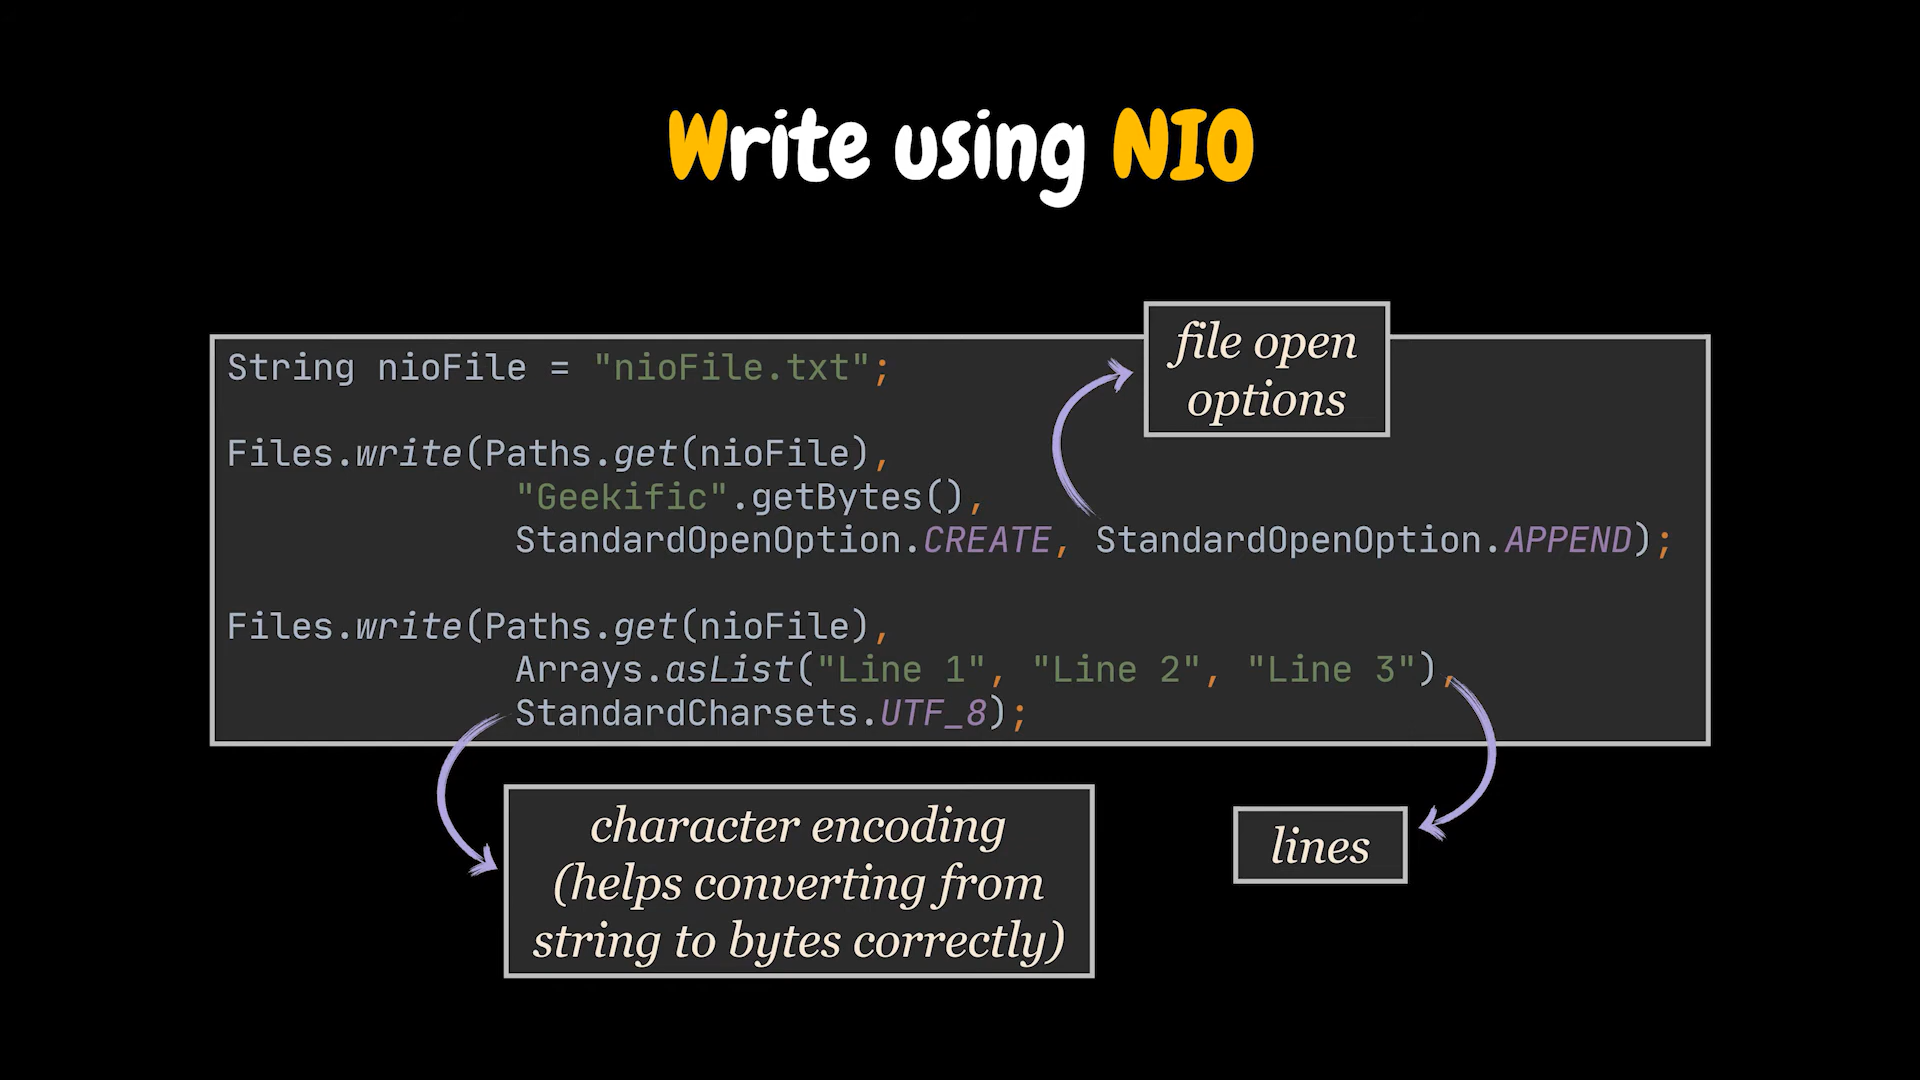 Write using NIO
file open
options
String nioFile = "nioFile.txt";
Files.write(Paths.get(nioFile),
"Geekific".getBytes(),
StandardOpenOption.CREATE, StandardOpenOption.APPEND);
Files.write(Paths.get(nioFile),
Arrays.asList("Line 1", "Line 2", "Line 3"),
StandardCharsets.UTF_8);
character encoding
(helps converting from
string to bytes correctly)
lines